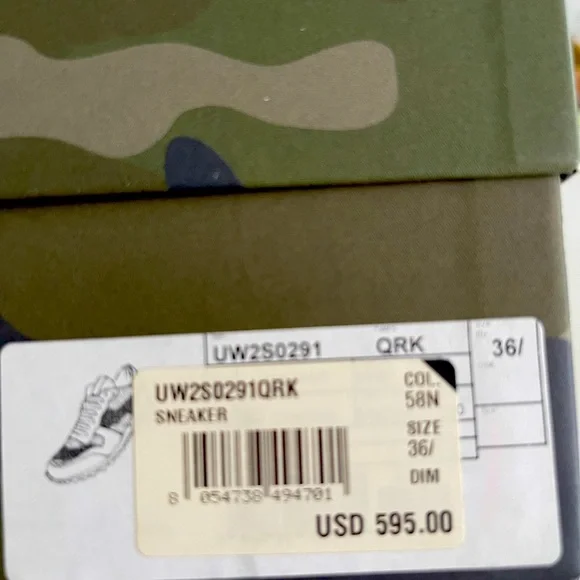 UW2S0291 QRK 36/
UW2S0291QRK
SNEAKER
COL.
58N
SIZE
36/
DIM
8 054738 494701
USD 595.00